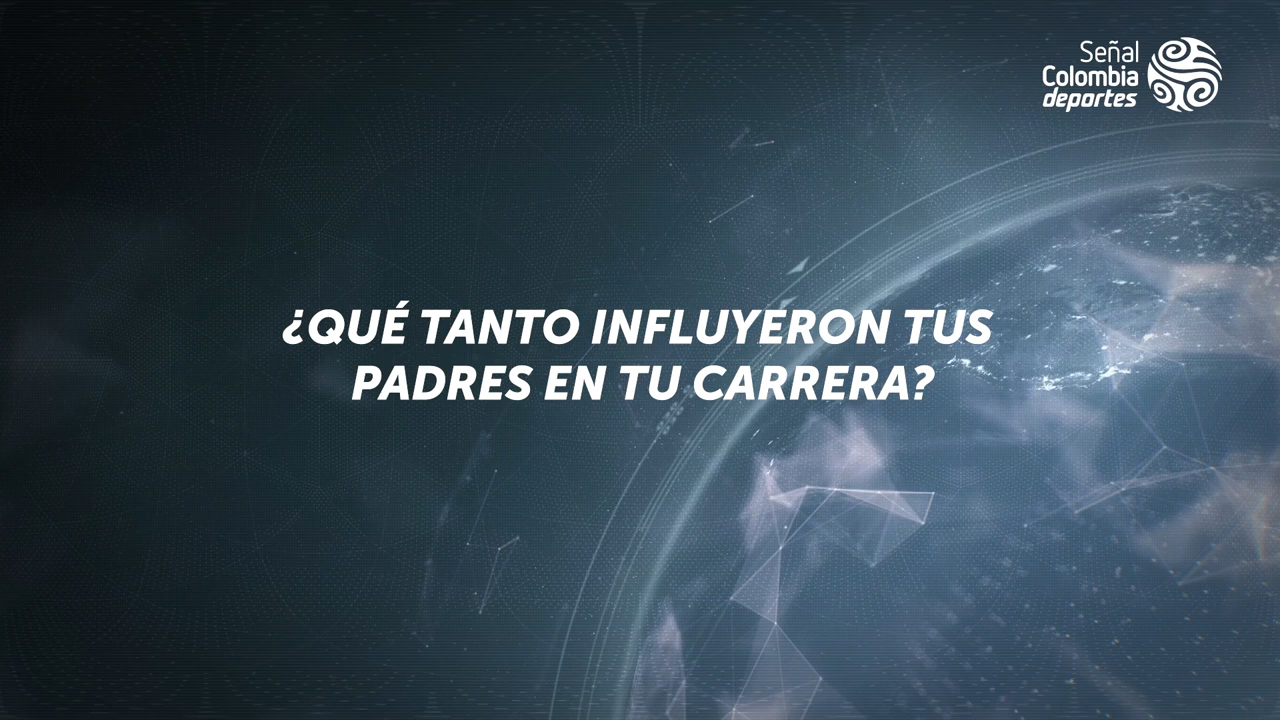 Señal
Colombia
deportes
¿QUÉ TANTO INFLUYERON TUS
PADRES EN TU CARRERA?